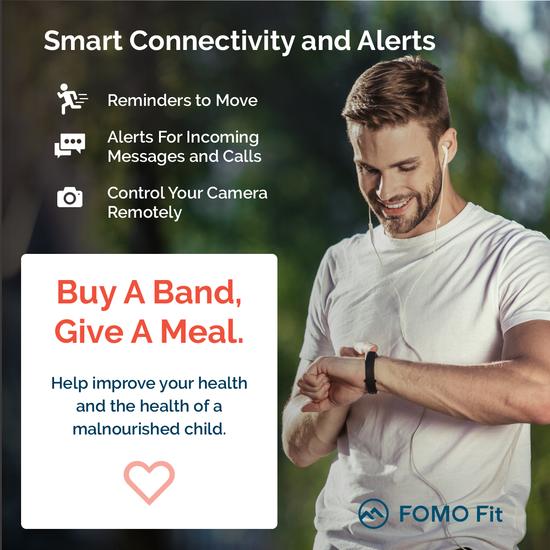 Smart Connectivity and Alerts
Reminders to Move
Alerts For Incoming
Messages and Calls
Control Your Camera
Remotely
Buy A Band,
Give A Meal.
Help improve your health
and the health of a
malnourished child.
FOMO Fit